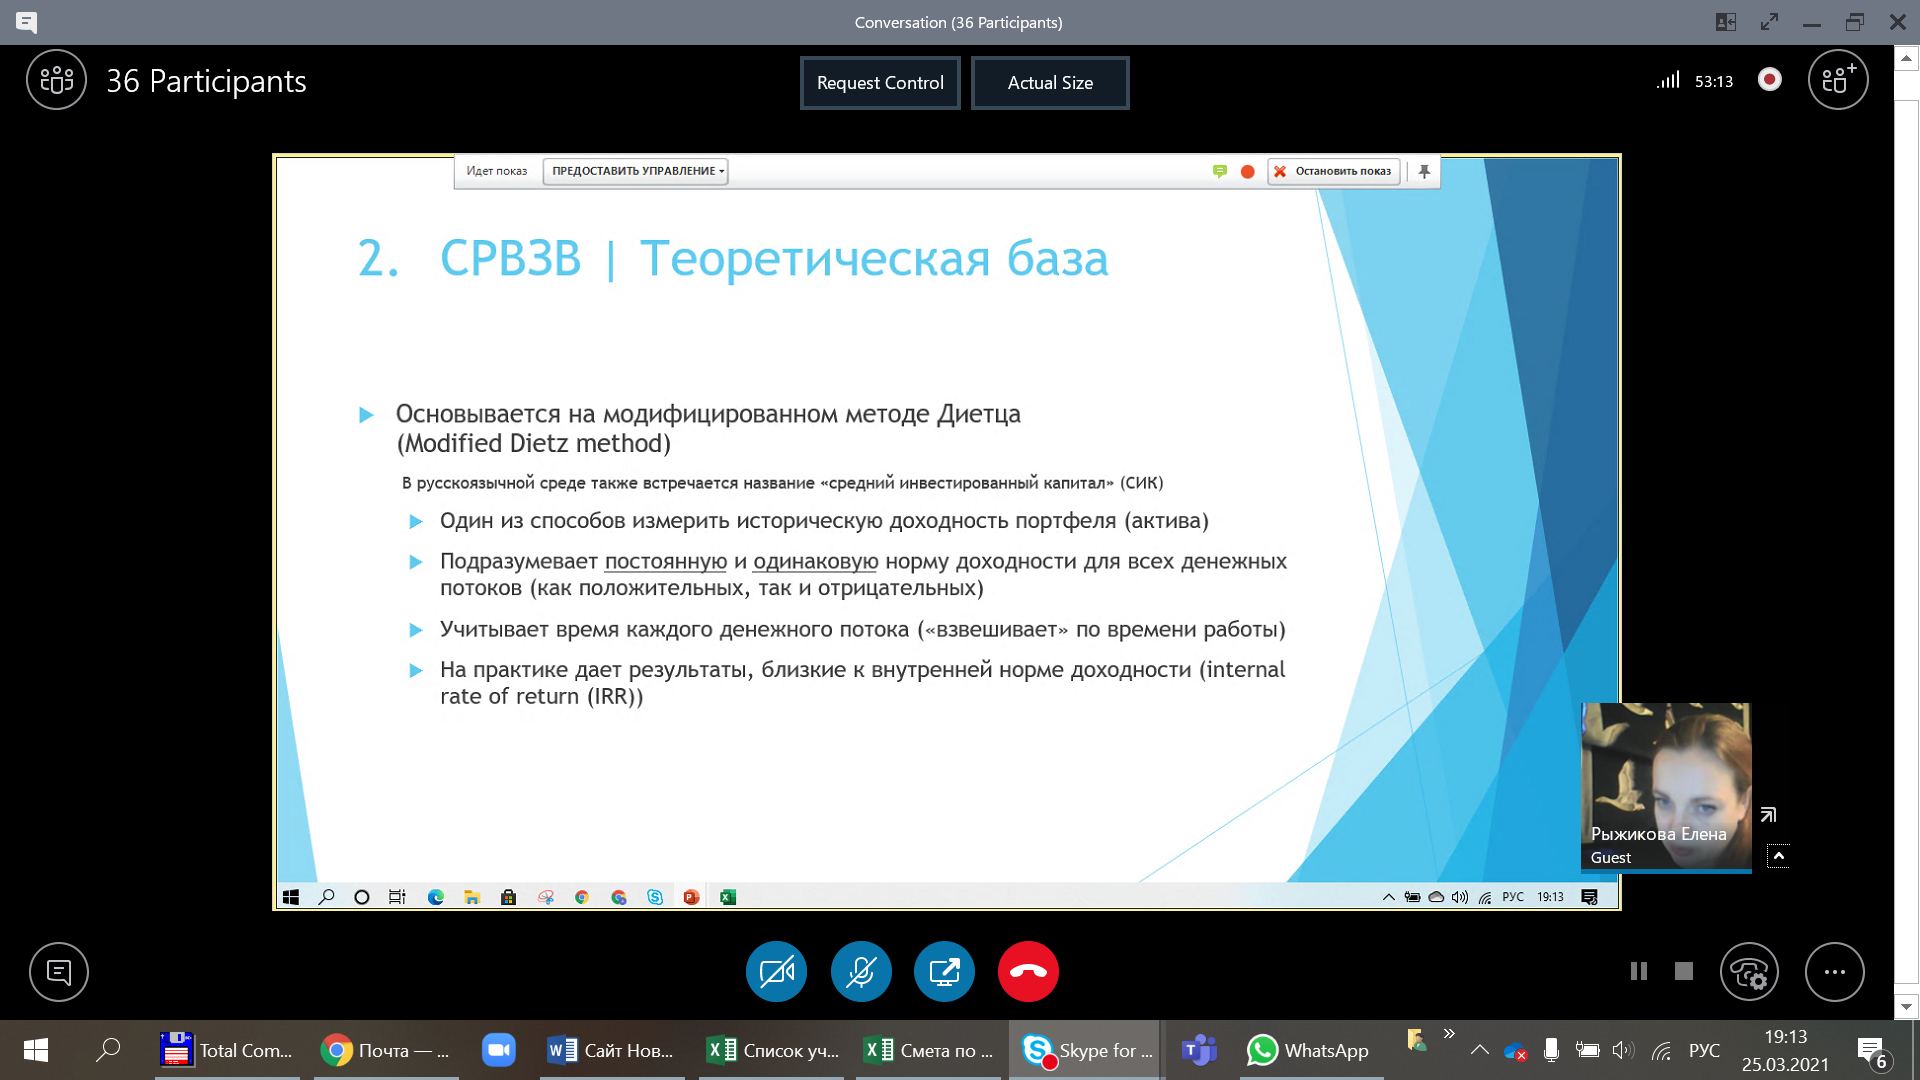 Conversation (36 Participants)
36 Participants
Request Control
Actual Size
53:13
Идет показ
ПРЕДОСТАВИТЬ УПРАВЛЕНИЕ
Остановить показ
2. СРВЗВ | Теоретическая база
Основывается на модифицированном методе Диетца
(Modified Dietz method)
В русскоязычной среде также встречается название «средний инвестированный капитал» (СИК)
Один из способов измерить историческую доходность портфеля (актива)
Подразумевает постоянную и одинаковую норму доходности для всех денежных
потоков (как положительных, так и отрицательных)
Учитывает время каждого денежного потока («взвешивает» по времени работы)
На практике дает результаты, близкие к внутренней норме доходности (internal
rate of return (IRR))
Рыжикова Елена
Guest
РУС
19:13
Total Com...
Почта — ...
Сайт Нов...
Список уч...
Смета по ...
Skype for ...
WhatsApp
РУС
19:13
25.03.2021
6